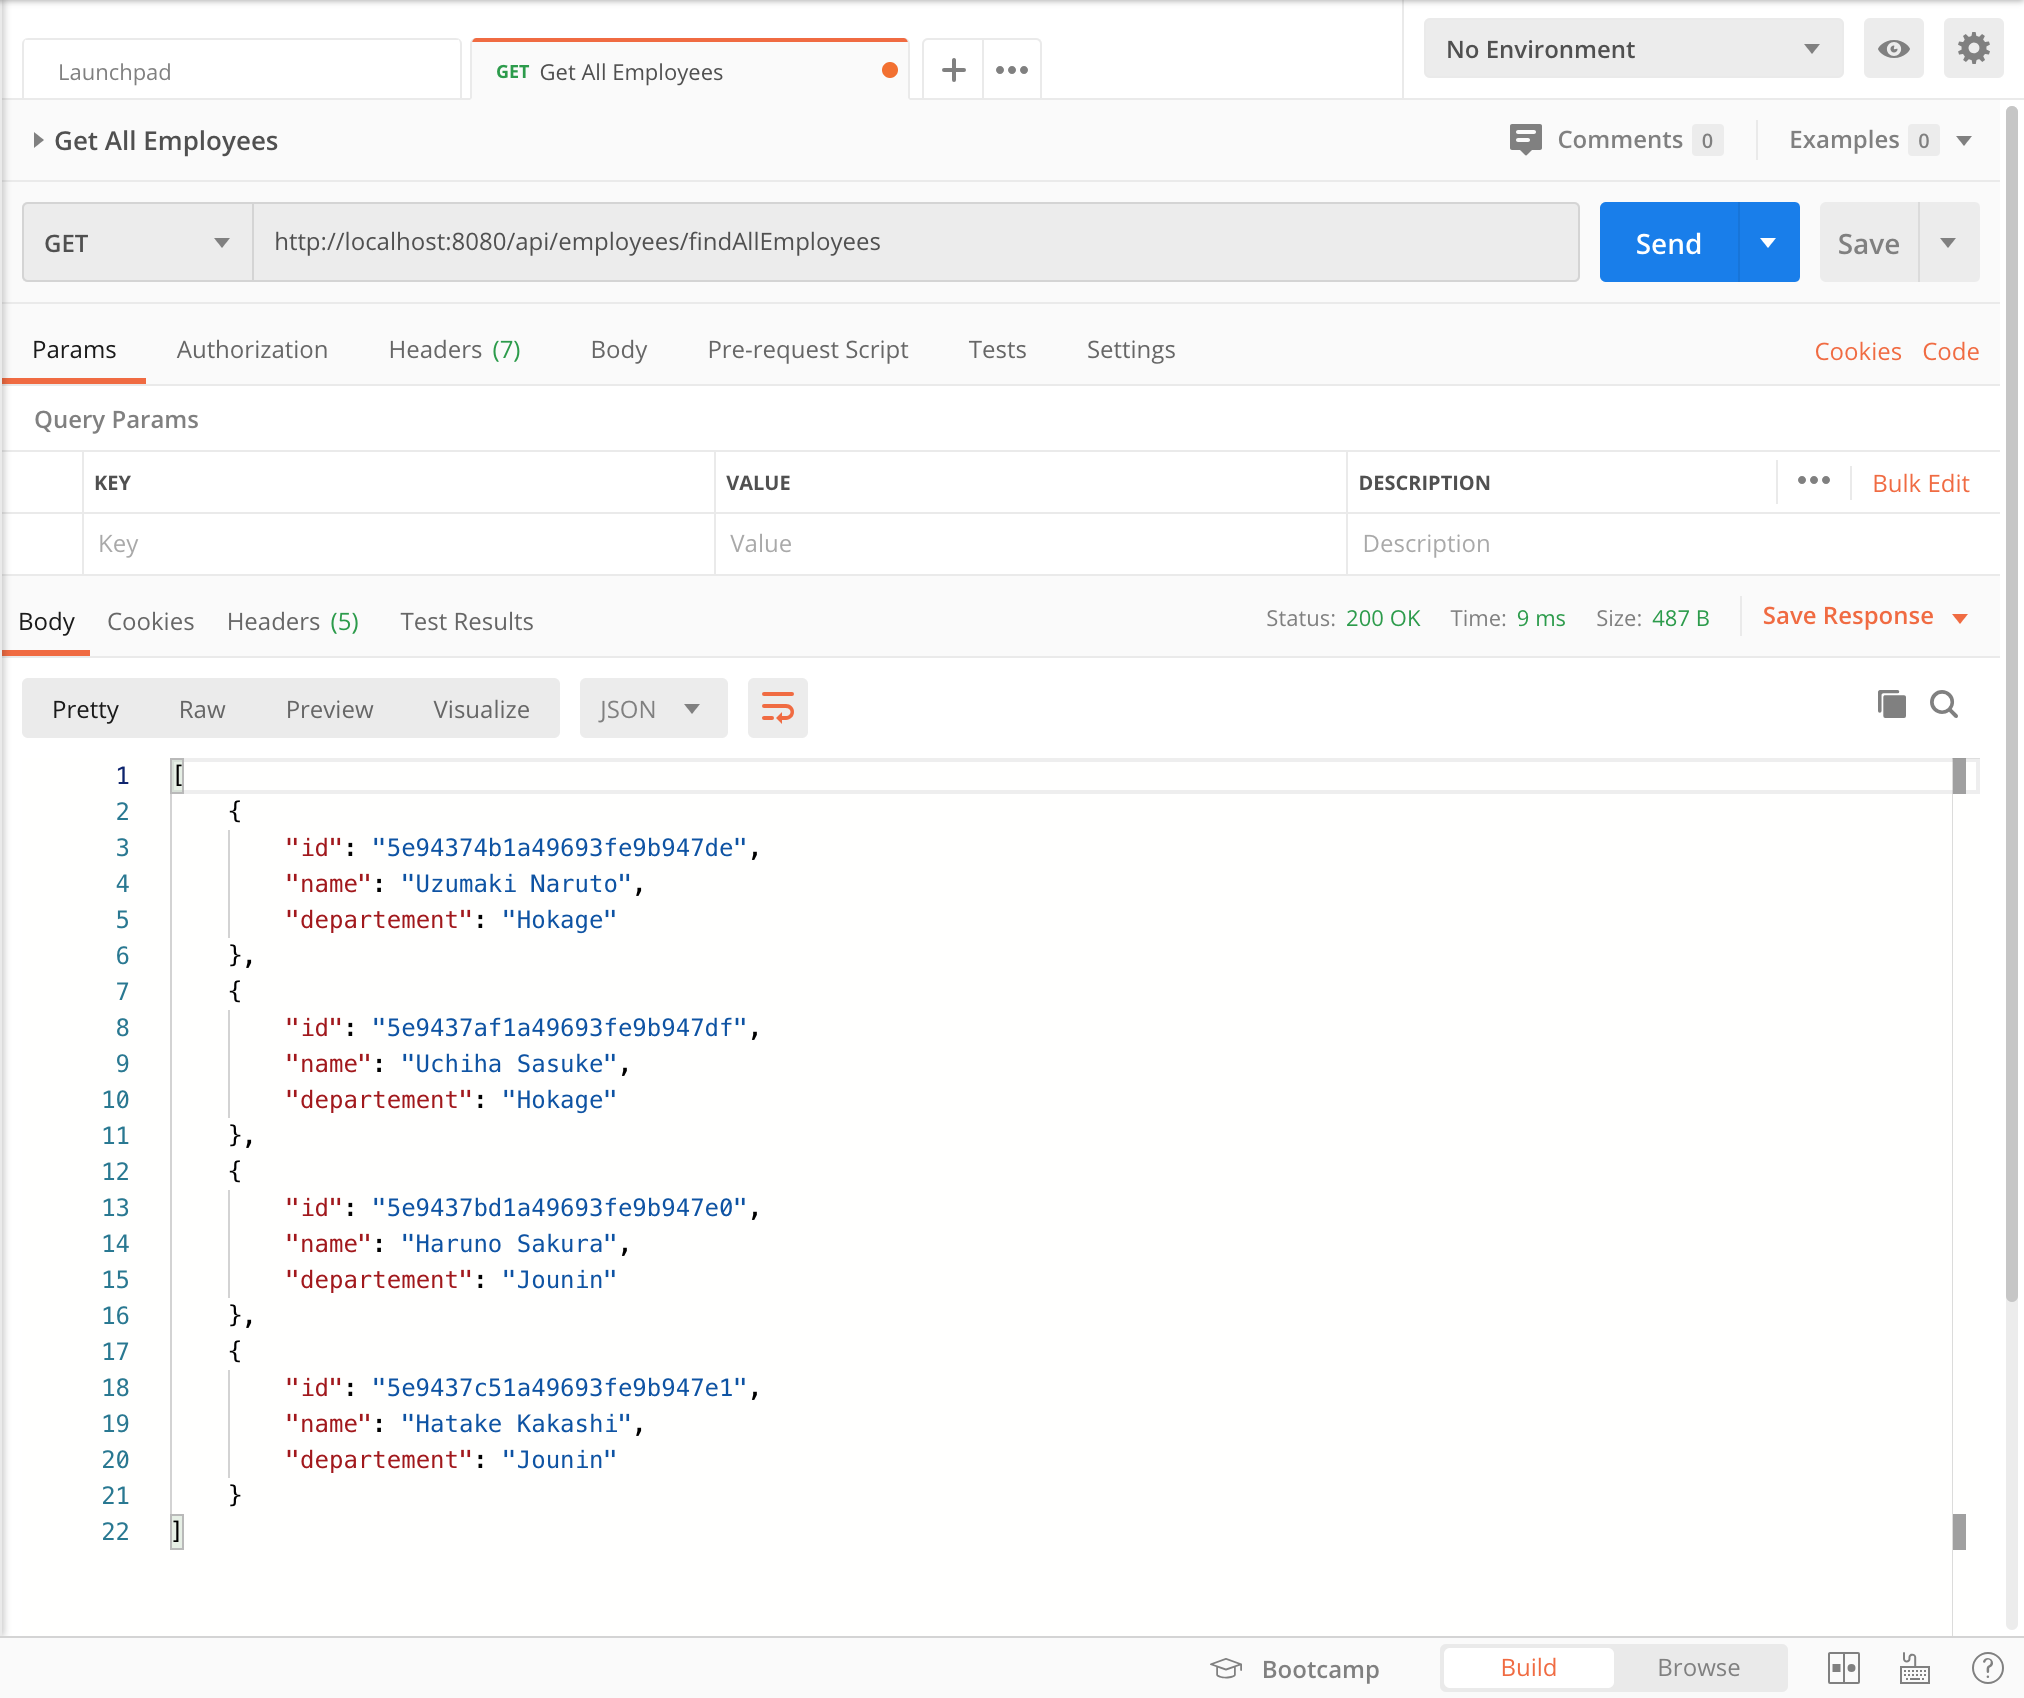 Launchpad
GET Get All Employees
No Environment
Get All Employees
Comments 0
Examples 0
GET
http://localhost:8080/api/employees/findAllEmployees
Send
Save
Params Authorization Headers (7) Body Pre-request Script Tests Settings
Cookies Code
Query Params
KEY VALUE DESCRIPTION Bulk Edit
Key Value Description
Body Cookies Headers (5) Test Results
Status: 200 OK Time: 9 ms Size: 487 B Save Response
Pretty Raw Preview Visualize JSON
1 [
2 {
3 "id": "5e94374b1a49693fe9b947de",
4 "name": "Uzumaki Naruto",
5 "departement": "Hokage"
6 },
7 {
8 "id": "5e9437af1a49693fe9b947df",
9 "name": "Uchiha Sasuke",
10 "departement": "Hokage"
11 },
12 {
13 "id": "5e9437bd1a49693fe9b947e0",
14 "name": "Haruno Sakura",
15 "departement": "Jounin"
16 },
17 {
18 "id": "5e9437c51a49693fe9b947e1",
19 "name": "Hatake Kakashi",
20 "departement": "Jounin"
21 }
22 ]
Bootcamp Build Browse ?